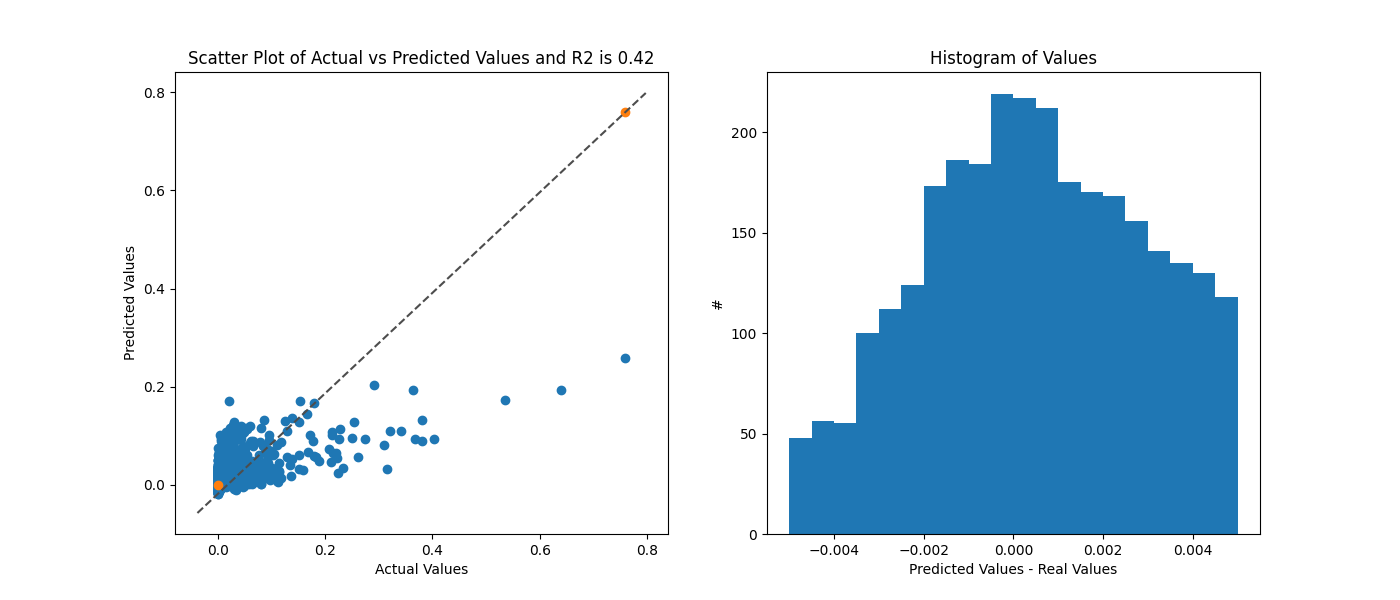 Scatter Plot of Actual vs Predicted Values and R2 is 0.42
0.8
0.6
0.4
0.2
0.0
Predicted Values
0.0 0.2 0.4 0.6 0.8
Actual Values
Histogram of Values
200
150
100
50
0
#
−0.004 −0.002 0.000 0.002 0.004
Predicted Values - Real Values